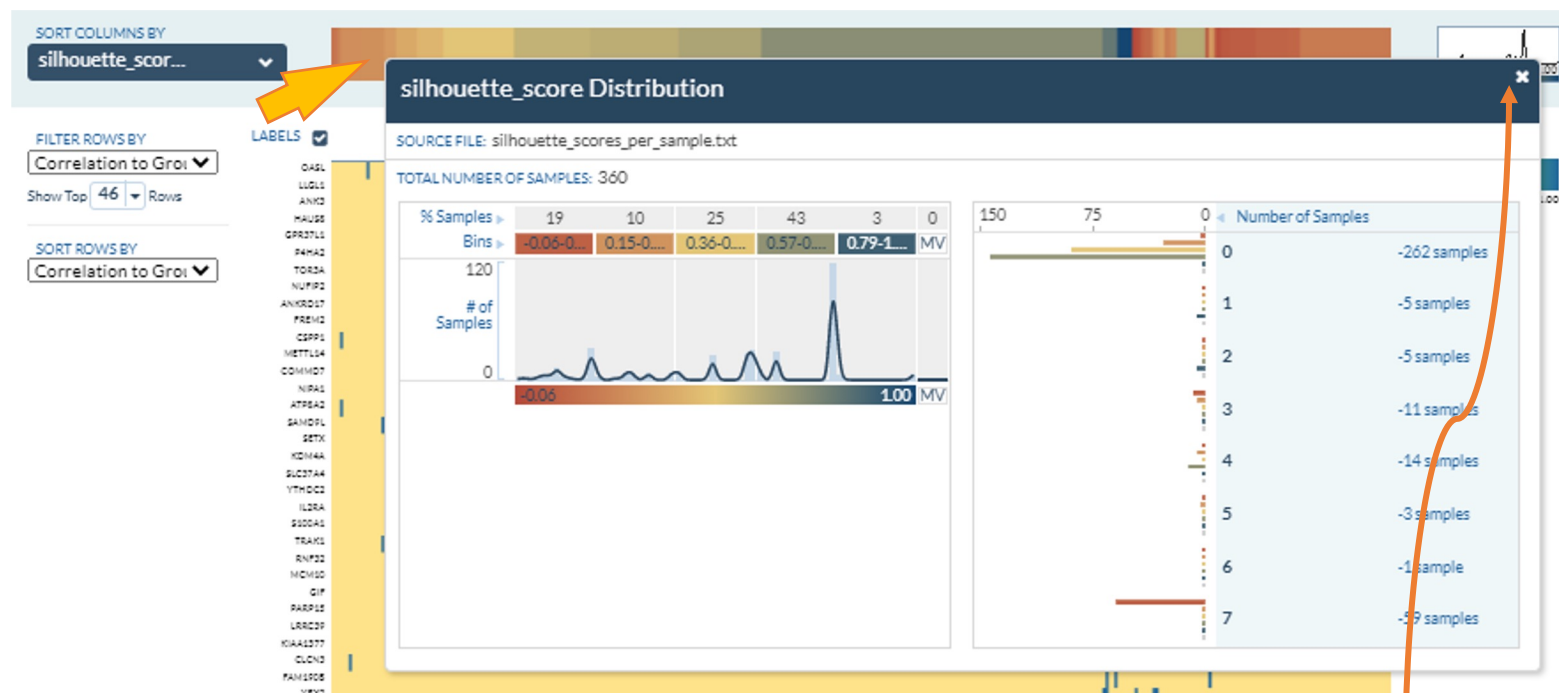 SORT COLUMNS BY
silhouette_scor...
silhouette_score Distribution
FILTER ROWS BY
Correlation to Gro
Show Top 46 Rows
SORT ROWS BY
Correlation to Gro
LABELS
OASL
LLGL1
ANK3
HAUS8
GPR37L1
P4HA2
TOR3A
NUFIP2
ANKRD17
FREM2
CSPP1
METTL14
COMMD7
NIPA1
ATP8A2
SAMD9L
SETX
KDM4A
SLC37A4
YTHDC2
IL2RA
S100A1
TRAK1
RNF32
MCM10
GIF
PARP15
LRRC39
KIAA1377
CLCN3
FAM190B
SOURCE FILE: silhouette_scores_per_sample.txt
TOTAL NUMBER OF SAMPLES: 360
% Samples 19 10 25 43 3 0
Bins -0.06-0.... 0.15-0.... 0.36-0.... 0.57-0.... 0.79-1.... MV
120
# of
Samples
0
-0.06 1.00 MV
150 75 0 Number of Samples
0 -262 samples
1 -5 samples
2 -5 samples
3 -11 samples
4 -14 samples
5 -3 samples
6 -1 sample
7 -59 samples